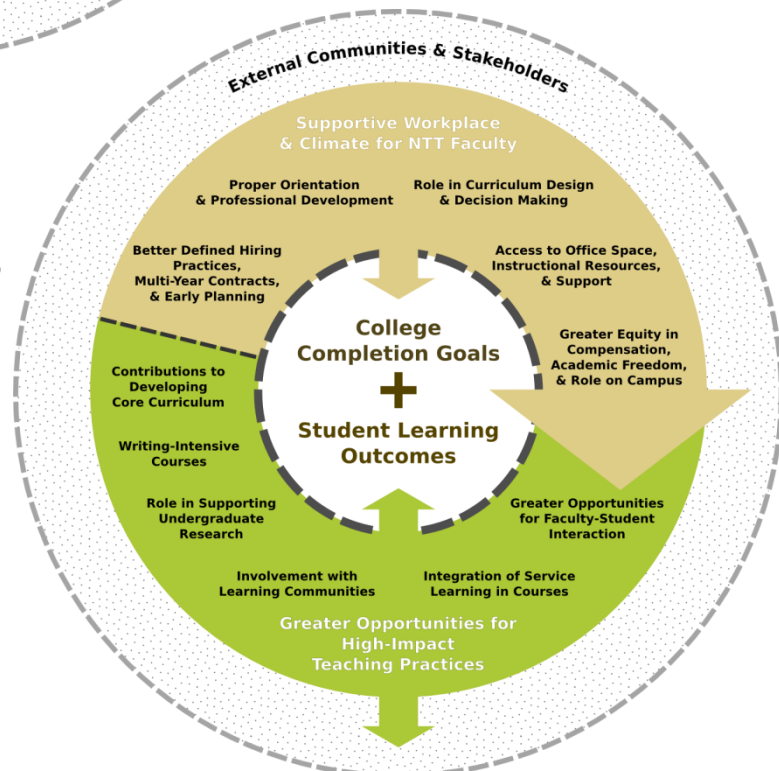 External Communities & Stakeholders
Supportive Workplace
& Climate for NTT Faculty
Proper Orientation
& Professional Development
Role in Curriculum Design
& Decision Making
Better Defined Hiring
Practices,
Multi-Year Contracts,
& Early Planning
Access to Office Space,
Instructional Resources,
& Support
Greater Equity in
Compensation,
Academic Freedom,
& Role on Campus
College
Completion Goals
+
Student Learning
Outcomes
Contributions to
Developing
Core Curriculum
Writing-Intensive
Courses
Role in Supporting
Undergraduate
Research
Greater Opportunities
for Faculty-Student
Interaction
Involvement with
Learning Communities
Integration of Service
Learning in Courses
Greater Opportunities for
High-Impact
Teaching Practices